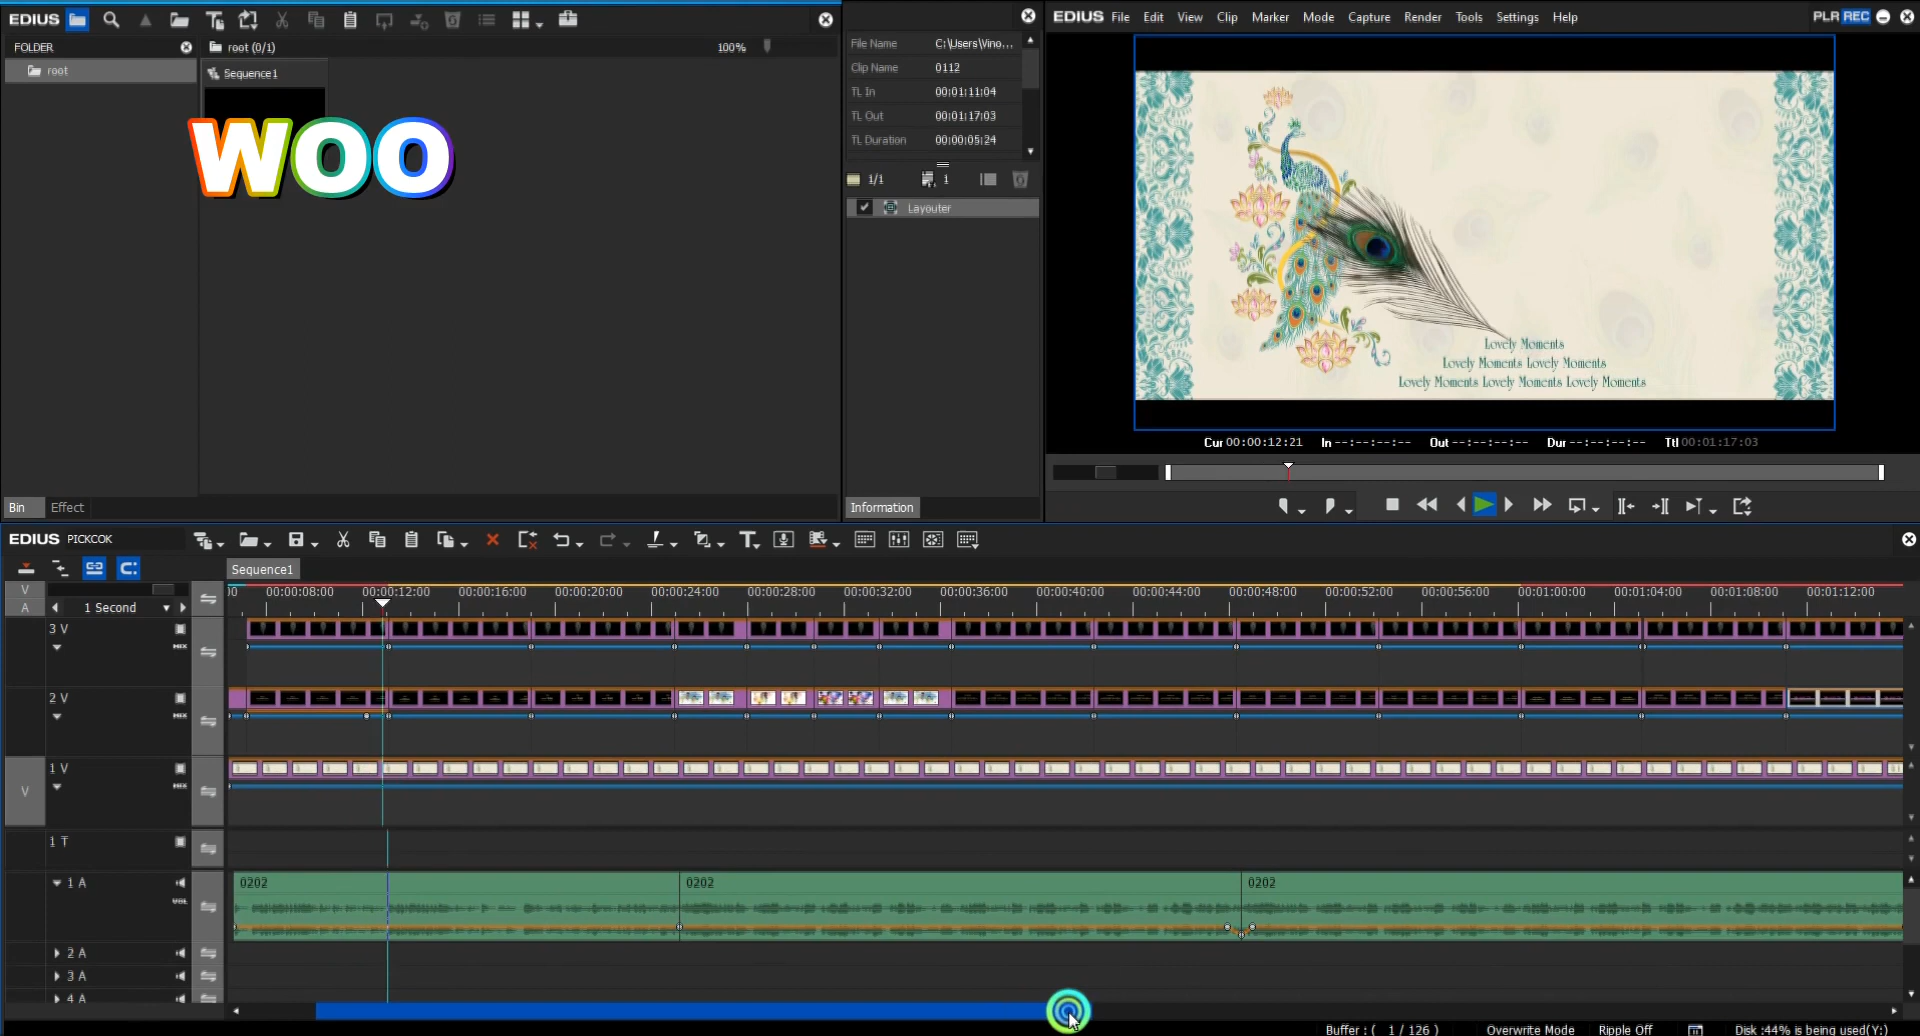 EDIUS
FOLDER
root (0/1)
100%
root
Sequence1
WOO
Bin
Effect
File Name C:\Users\Vino...
Clip Name 0112
TL In 00:01:11:04
TL Out 00:01:17:03
TL Duration 00:00:05:24
1/1
1
Layouter
Information
EDIUS File Edit View Clip Marker Mode Capture Render Tools Settings Help
PLR REC
Lovely Moments
Lovely Moments Lovely Moments
Lovely Moments Lovely Moments Lovely Moments
Cur 00:00:12:21 In --:--:--:-- Out --:--:--:-- Dur --:--:--:-- Ttl 00:01:17:03
EDIUS PICKCOK
Sequence1
V
A
1 Second
00:00:08:00 00:00:12:00 00:00:16:00 00:00:20:00 00:00:24:00 00:00:28:00 00:00:32:00 00:00:36:00 00:00:40:00 00:00:44:00 00:00:48:00 00:00:52:00 00:00:56:00 00:01:00:00 00:01:04:00 00:01:08:00 00:01:12:00
3 V
MIX
2 V
MIX
1 V
MIX
V
1 T
1 A
VOL
0202 0202 0202
2 A
3 A
4 A
Buffer : ( 1 / 126 ) Overwrite Mode Ripple Off Disk :44% is being used(Y:)